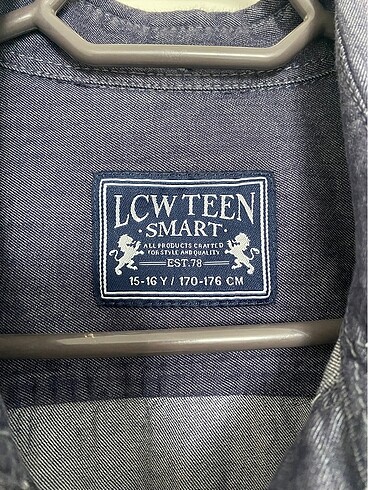 LCW TEEN
·SMART·
ALL PRODUCTS CRAFTED
FOR STYLE AND QUALITY
EST.78
15-16 Y / 170-176 CM